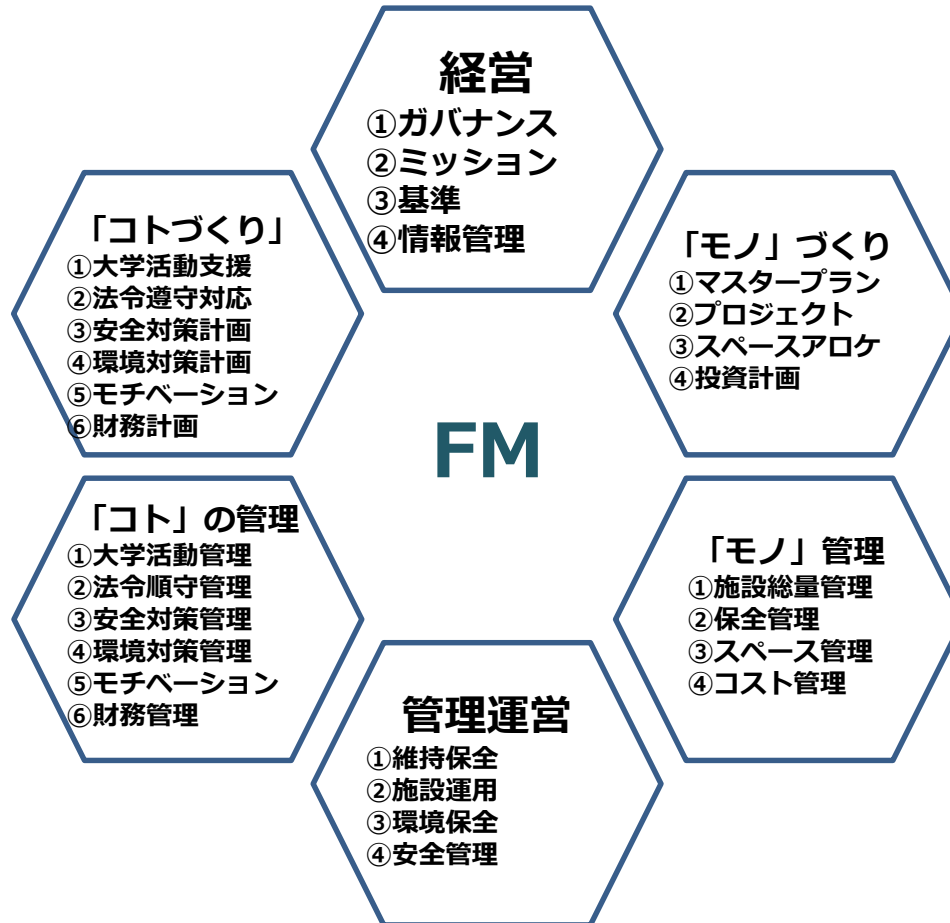 経営
①ガバナンス
②ミッション
③基準
④情報管理
「コトづくり」
①大学活動支援
②法令遵守対応
③安全対策計画
④環境対策計画
⑤モチベーション
⑥財務計画
「モノ」づくり
①マスタープラン
②プロジェクト
③スペースアロケ
④投資計画
FM
「コト」の管理
①大学活動管理
②法令順守管理
③安全対策管理
④環境対策管理
⑤モチベーション
⑥財務管理
「モノ」管理
①施設総量管理
②保全管理
③スペース管理
④コスト管理
管理運営
①維持保全
②施設運用
③環境保全
④安全管理